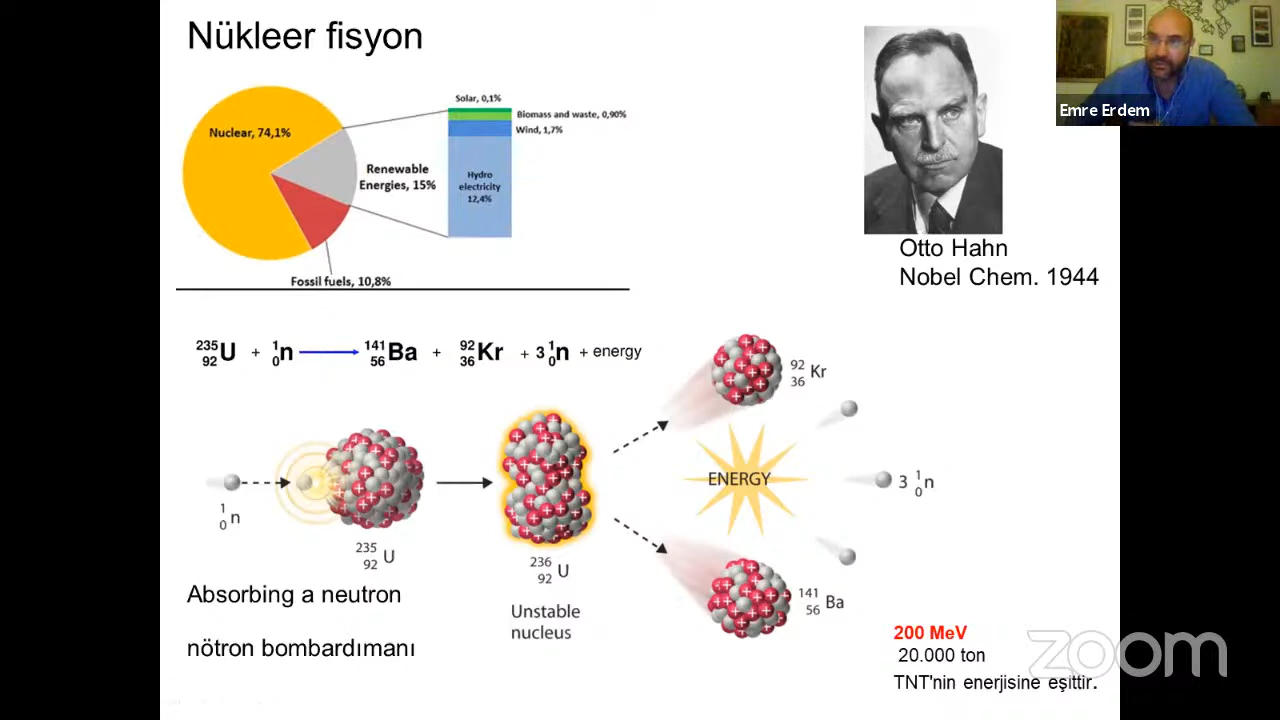 Nükleer fisyon
Emre Erdem
Nuclear, 74,1%
Solar, 0,1%
Biomass and waste, 0,90%
Wind, 1,7%
Renewable
Energies, 15%
Hydro
electricity
12,4%
Fossil fuels, 10,8%
Otto Hahn
Nobel Chem. 1944
235 92 U + 1 0 n → 141 56 Ba + 92 36 Kr + 3 1 0 n + energy
92 36 Kr
ENERGY
3 1 0 n
1 0 n
235 92 U
236 92 U
141 56 Ba
Absorbing a neutron
Unstable
nucleus
nötron bombardımanı
200 MeV
20.000 ton
TNT'nin enerjisine eşittir.
zoom